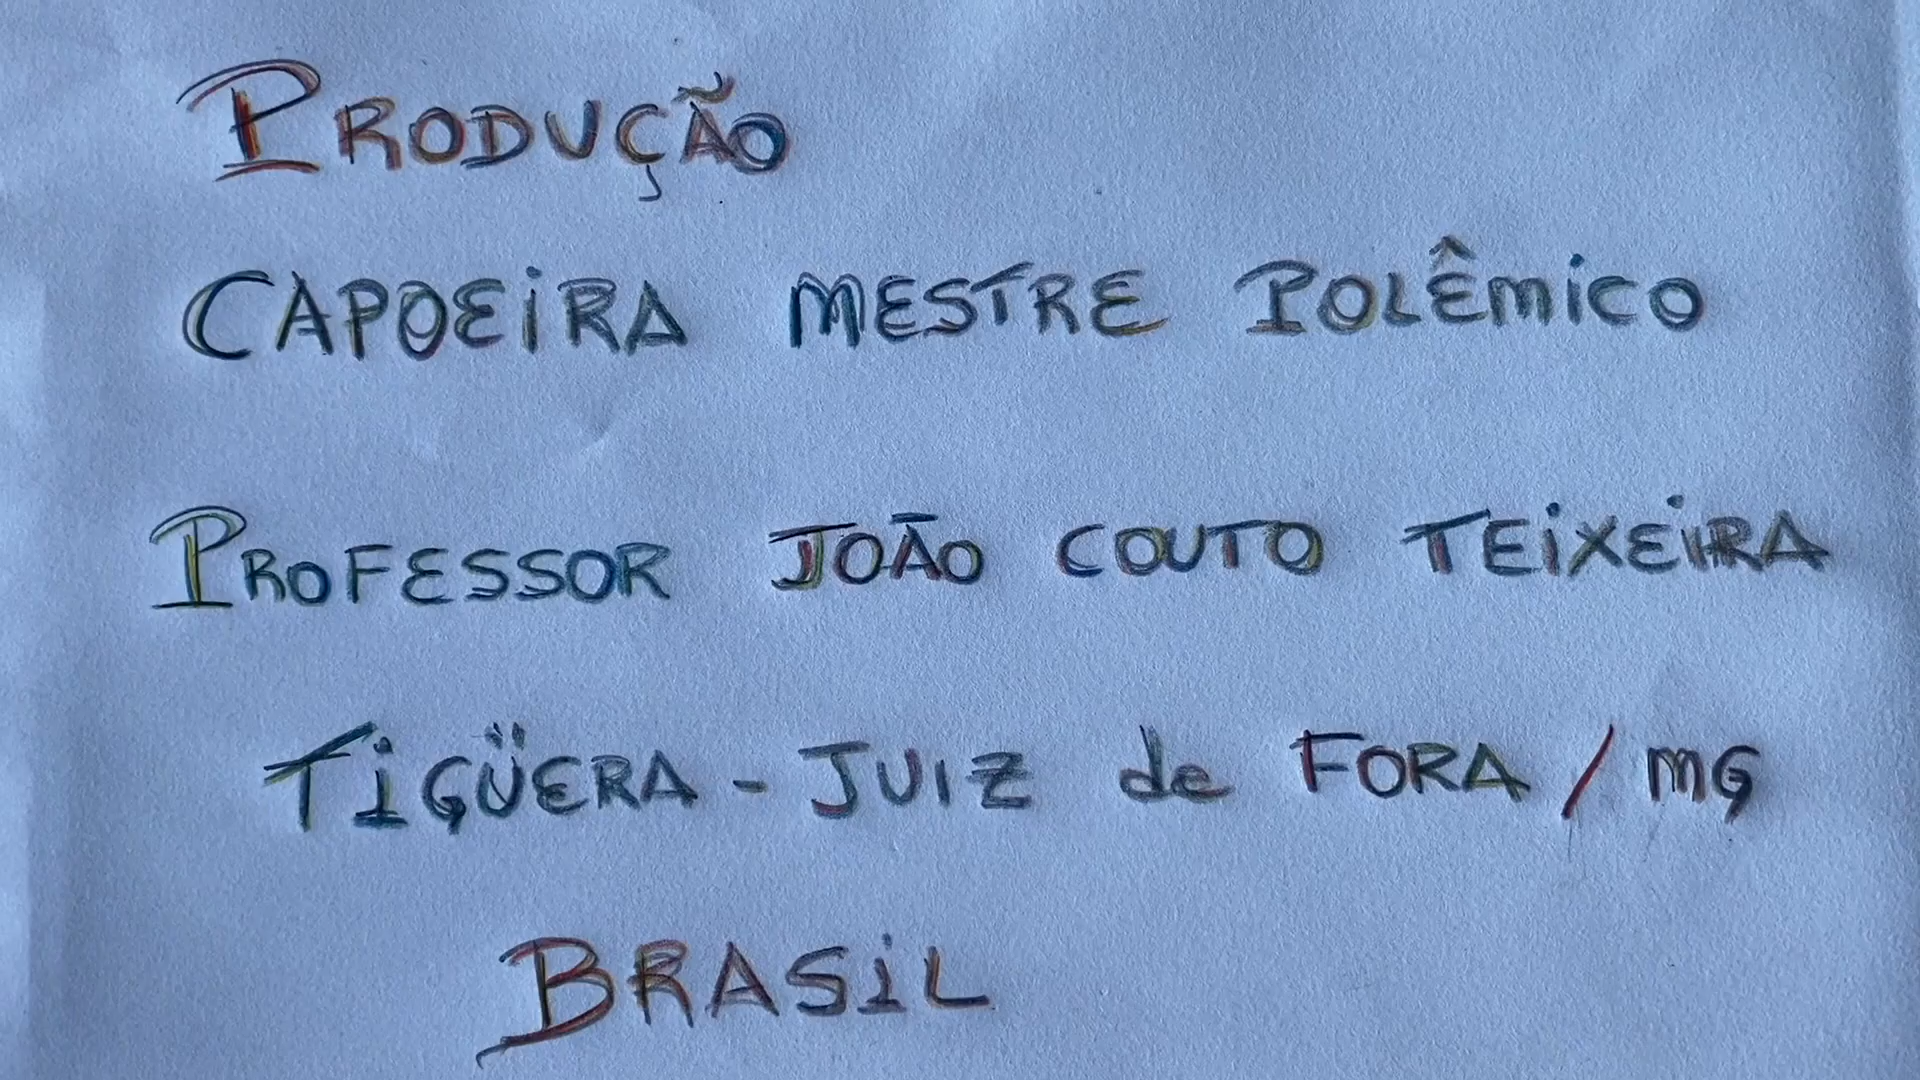 PRODUÇÃO
CAPOEiRA MESTRE POLÊmiCO
PROFESSOR JOÃO COUTO TEiXEiRA
TiGÜERA - JUIZ de FORA / MG
BRASiL